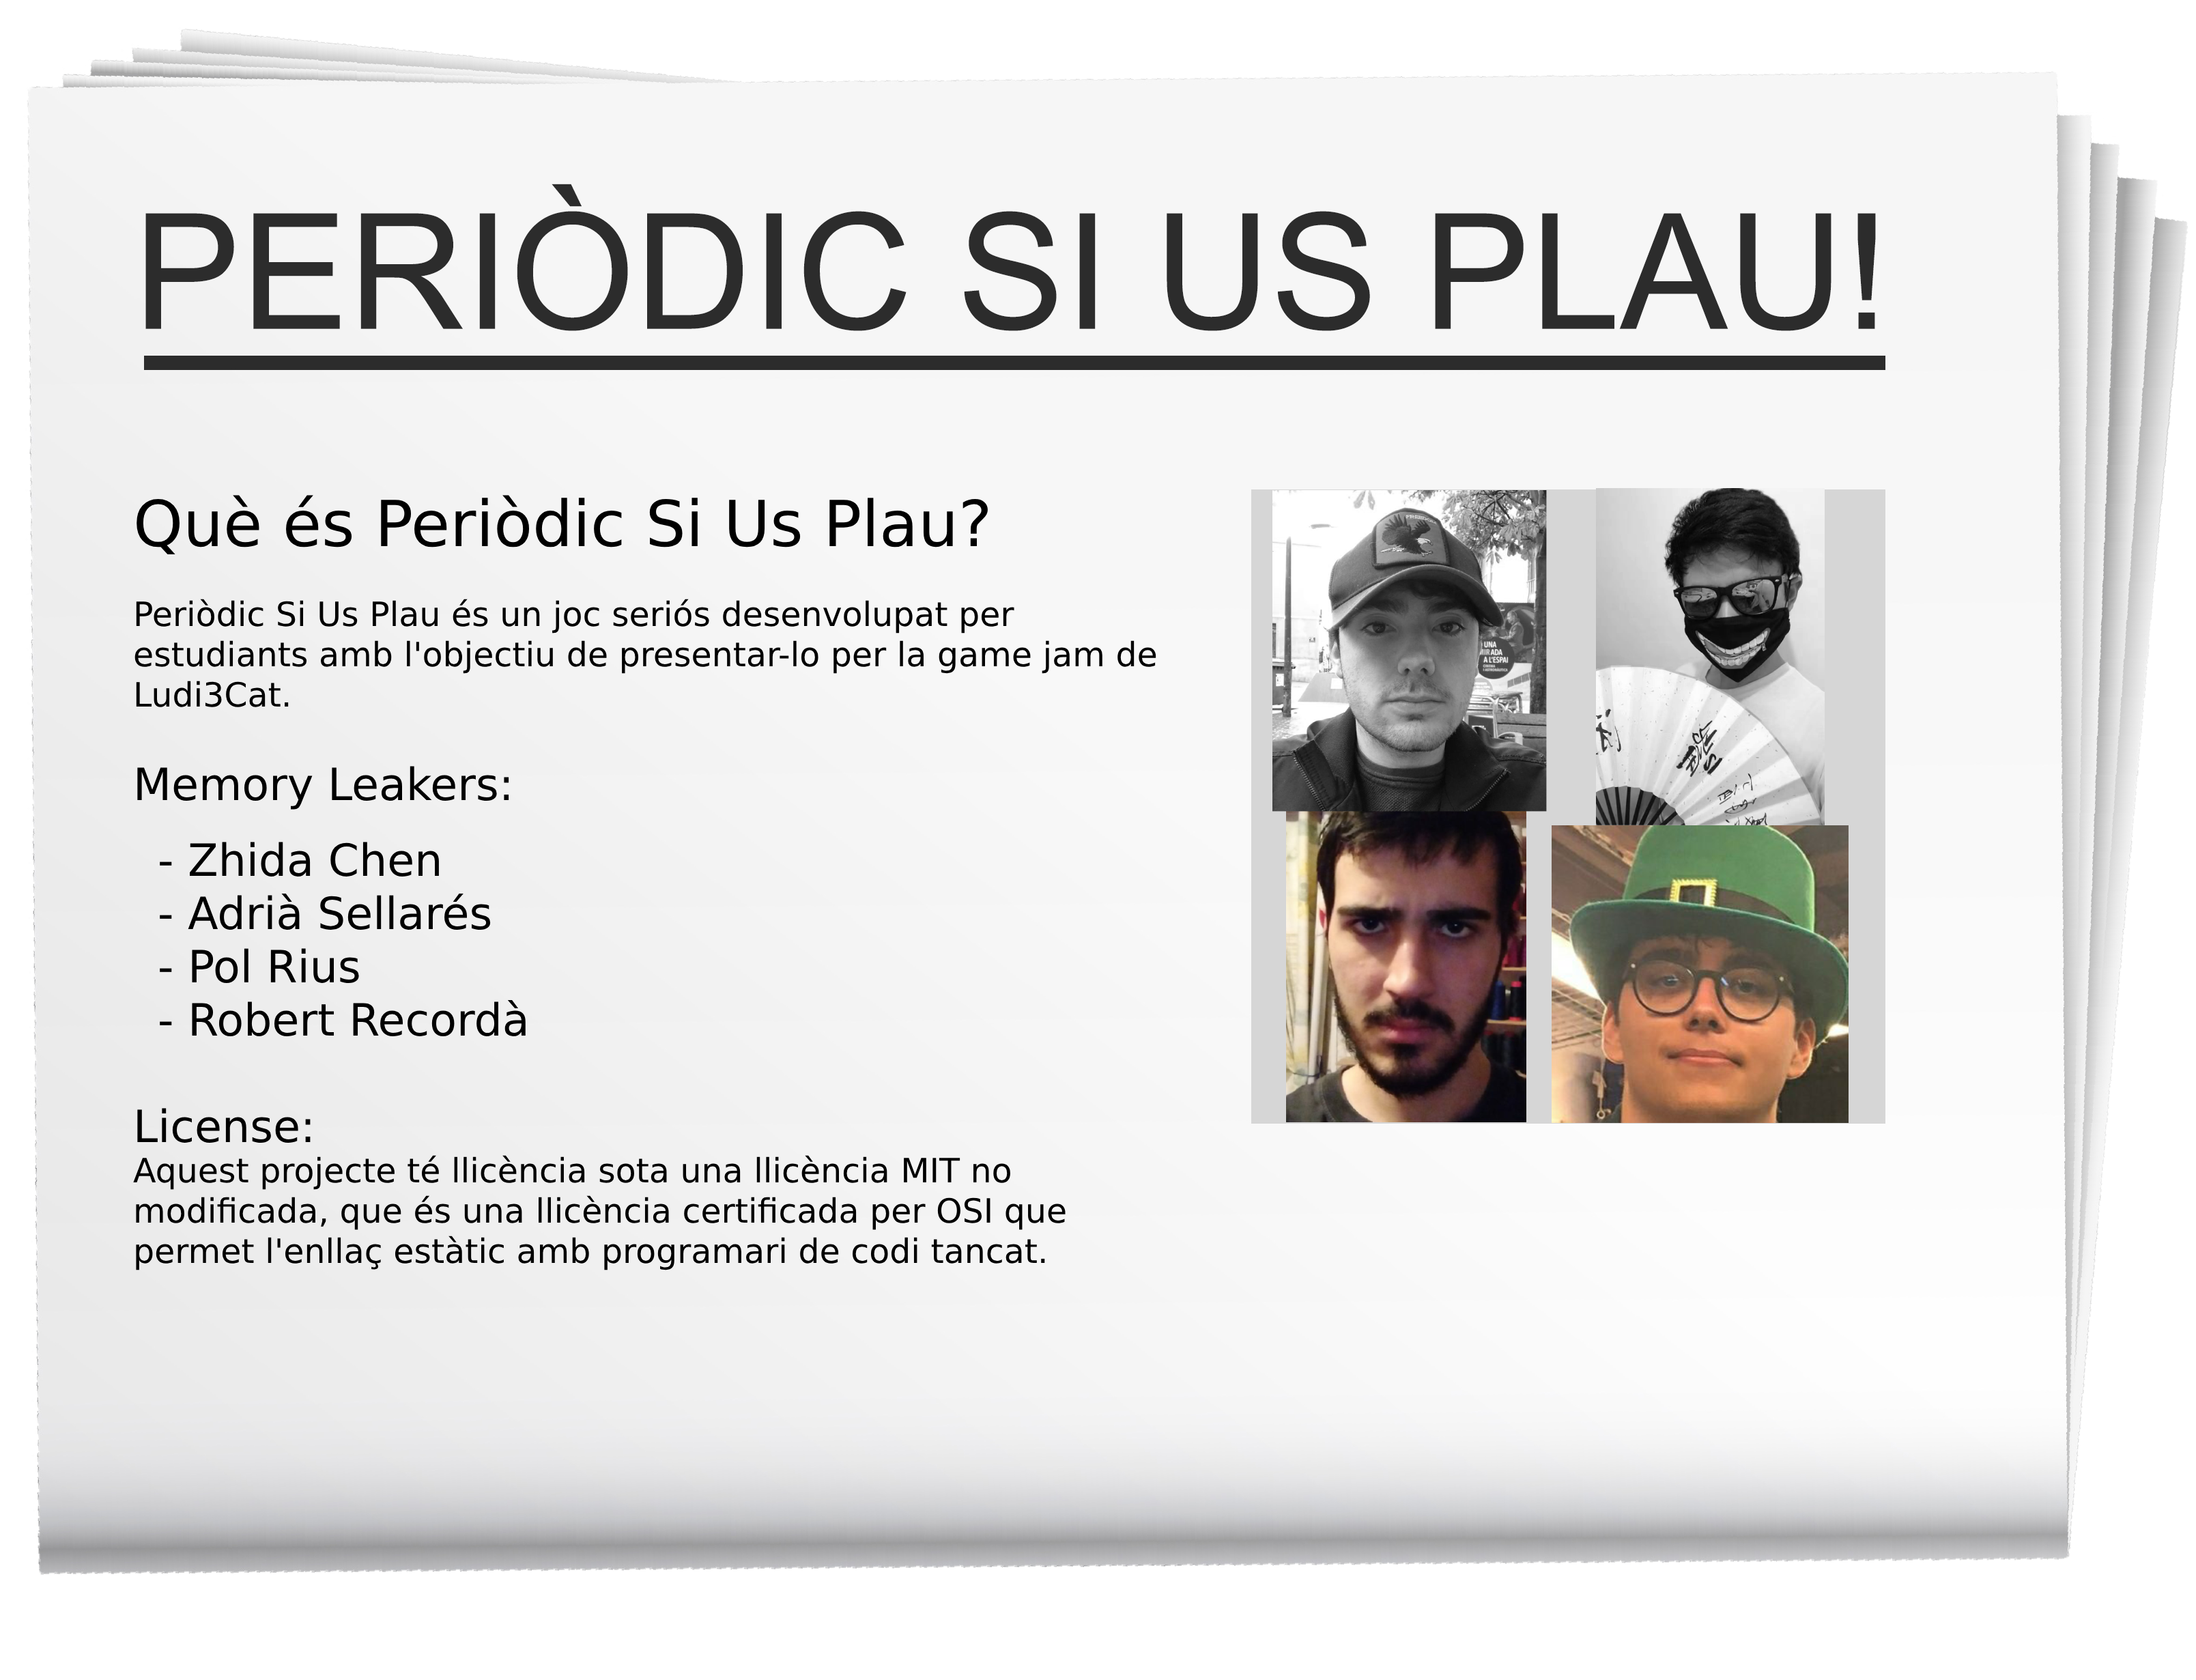 PERIÒDIC SI US PLAU!
Què és Periòdic Si Us Plau?
Periòdic Si Us Plau és un joc seriós desenvolupat per
estudiants amb l'objectiu de presentar-lo per la game jam de
Ludi3Cat.
Memory Leakers:
- Zhida Chen
- Adrià Sellarés
- Pol Rius
- Robert Recordà
License:
Aquest projecte té llicència sota una llicència MIT no
modificada, que és una llicència certificada per OSI que
permet l'enllaç estàtic amb programari de codi tancat.
UNA
A L'ESPAI